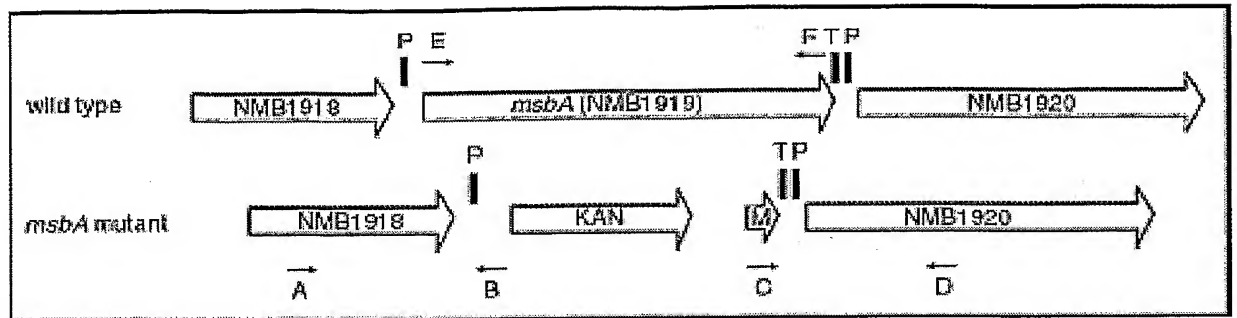 P E F T P
wild type NMB1918 msbA (NMB1919) NMB1920
P T P
msbA mutant NMB1918 KAN M NMB1920
A B C D